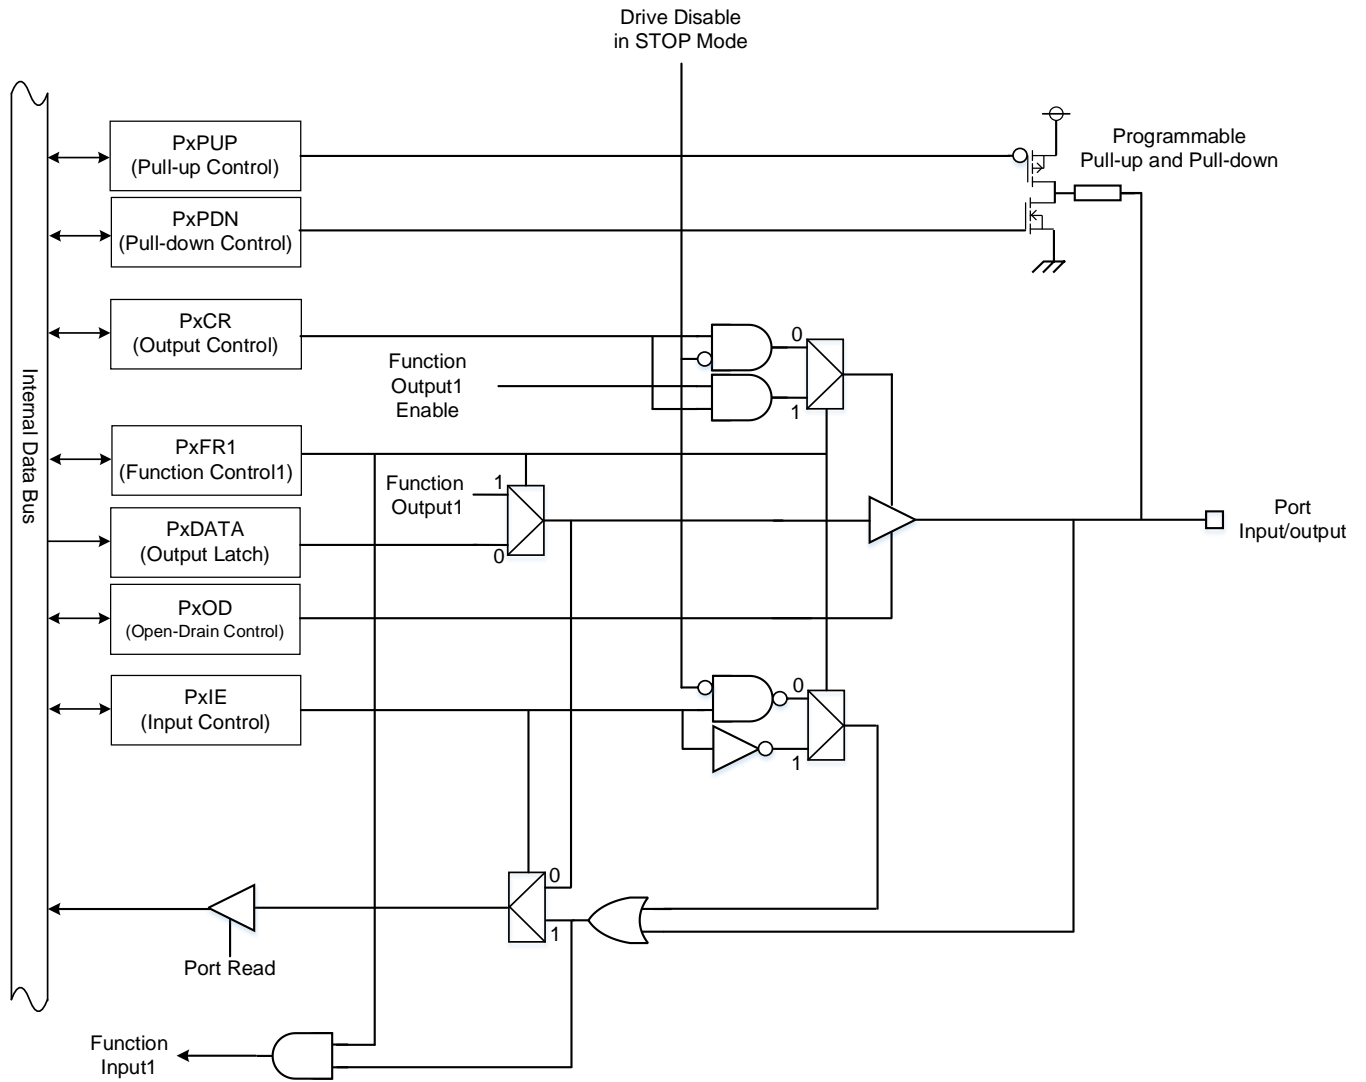 Drive Disable
in STOP Mode
PxPUP
(Pull-up Control)
Programmable
Pull-up and Pull-down
PxPDN
(Pull-down Control)
PxCR
(Output Control)
0
Function
Output1
Enable
1
Internal Data Bus
PxFR1
(Function Control1)
Function
Output1
1
0
PxDATA
(Output Latch)
Port
Input/output
PxOD
(Open-Drain Control)
PxIE
(Input Control)
0
1
0
1
Port Read
Function
Input1